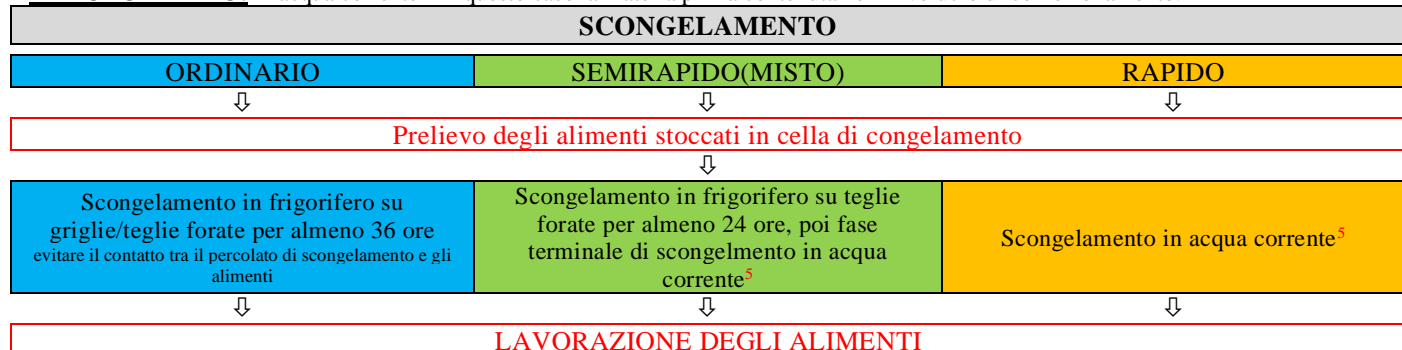 SCONGELAMENTO
ORDINARIO
SEMIRAPIDO(MISTO)
RAPIDO
⇩ ⇩ ⇩
Prelievo degli alimenti stoccati in cella di congelamento
⇩
Scongelamento in frigorifero su
griglie/teglie forate per almeno 36 ore
evitare il contatto tra il percolato di scongelamento e gli
alimenti
Scongelamento in frigorifero su teglie
forate per almeno 24 ore, poi fase
terminale di scongelmento in acqua
corrente⁵
Scongelamento in acqua corrente⁵
⇩ ⇩ ⇩
LAVORAZIONE DEGLI ALIMENTI